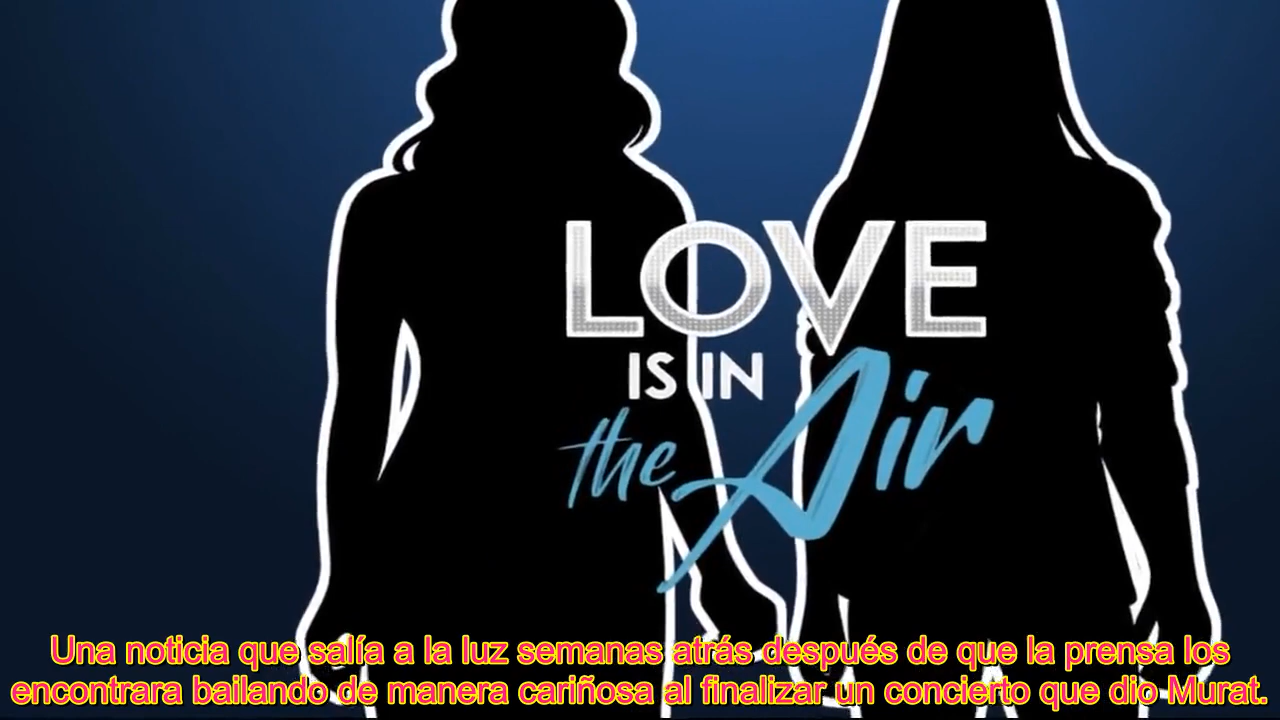 LOVE
IS IN
the Air
Una noticia que salía a la luz semanas atrás después de que la prensa los
encontrara bailando de manera cariñosa al finalizar un concierto que dio Murat.